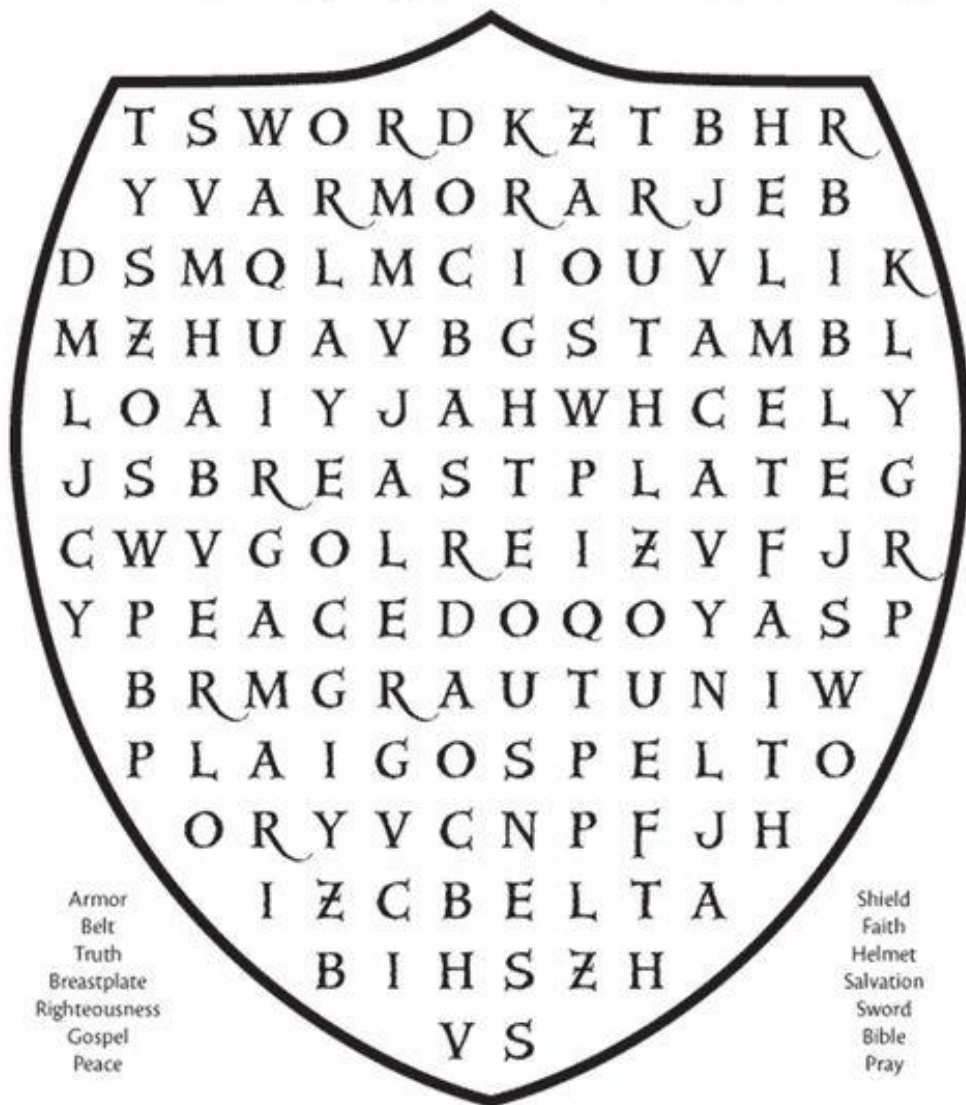 T S W O R D K Z T B H R
Y V A R M O R A R J E B
D S M Q L M C I O U V L I K
M Z H U A V B G S T A M B L
L O A I Y J A H W H C E L Y
J S B R E A S T P L A T E G
C W V G O L R E I Z V F J R
Y P E A C E D O Q O Y A S P
B R M G R A U T U N I W
P L A I G O S P E L T O
O R Y V C N P F J H
I Z C B E L T A
B I H S Z H
V S
Armor
Belt
Truth
Breastplate
Righteousness
Gospel
Peace
Shield
Faith
Helmet
Salvation
Sword
Bible
Pray